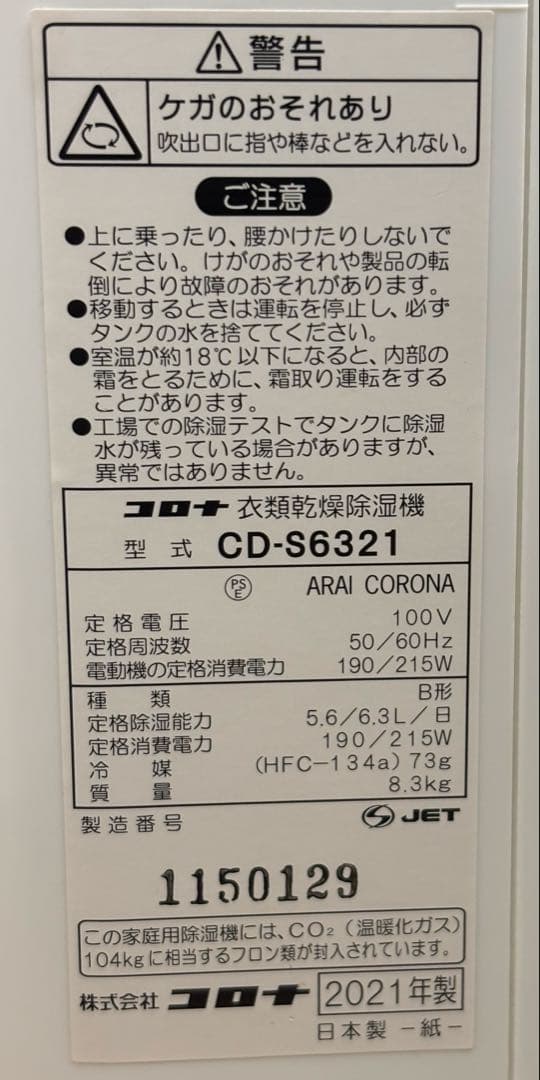 警告
ケガのおそれあり
吹出口に指や棒などを入れない。
ご注意
●上に乗ったり、腰かけたりしないで
ください。けがのおそれや製品の転
倒により故障のおそれがあります。
●移動するときは運転を停止し、必ず
タンクの水を捨ててください。
●室温が約18℃以下になると、内部の
霜をとるために、霜取り運転をする
ことがあります。
●工場での除湿テストでタンクに除湿
水が残っている場合がありますが、
異常ではありません。
コロナ 衣類乾燥除湿機
型式 CD-S6321
PSE ARAI CORONA
定格電圧 100V
定格周波数 50/60Hz
電動機の定格消費電力 190/215W
種類 B形
定格除湿能力 5.6/6.3L/日
定格消費電力 190/215W
冷媒 (HFC-134a) 73g
質量 8.3kg
製造番号 JET
1150129
この家庭用除湿機には、CO₂(温暖化ガス)
104kgに相当するフロン類が封入されています。
株式会社 コロナ 2021年製
日本製 -紙-